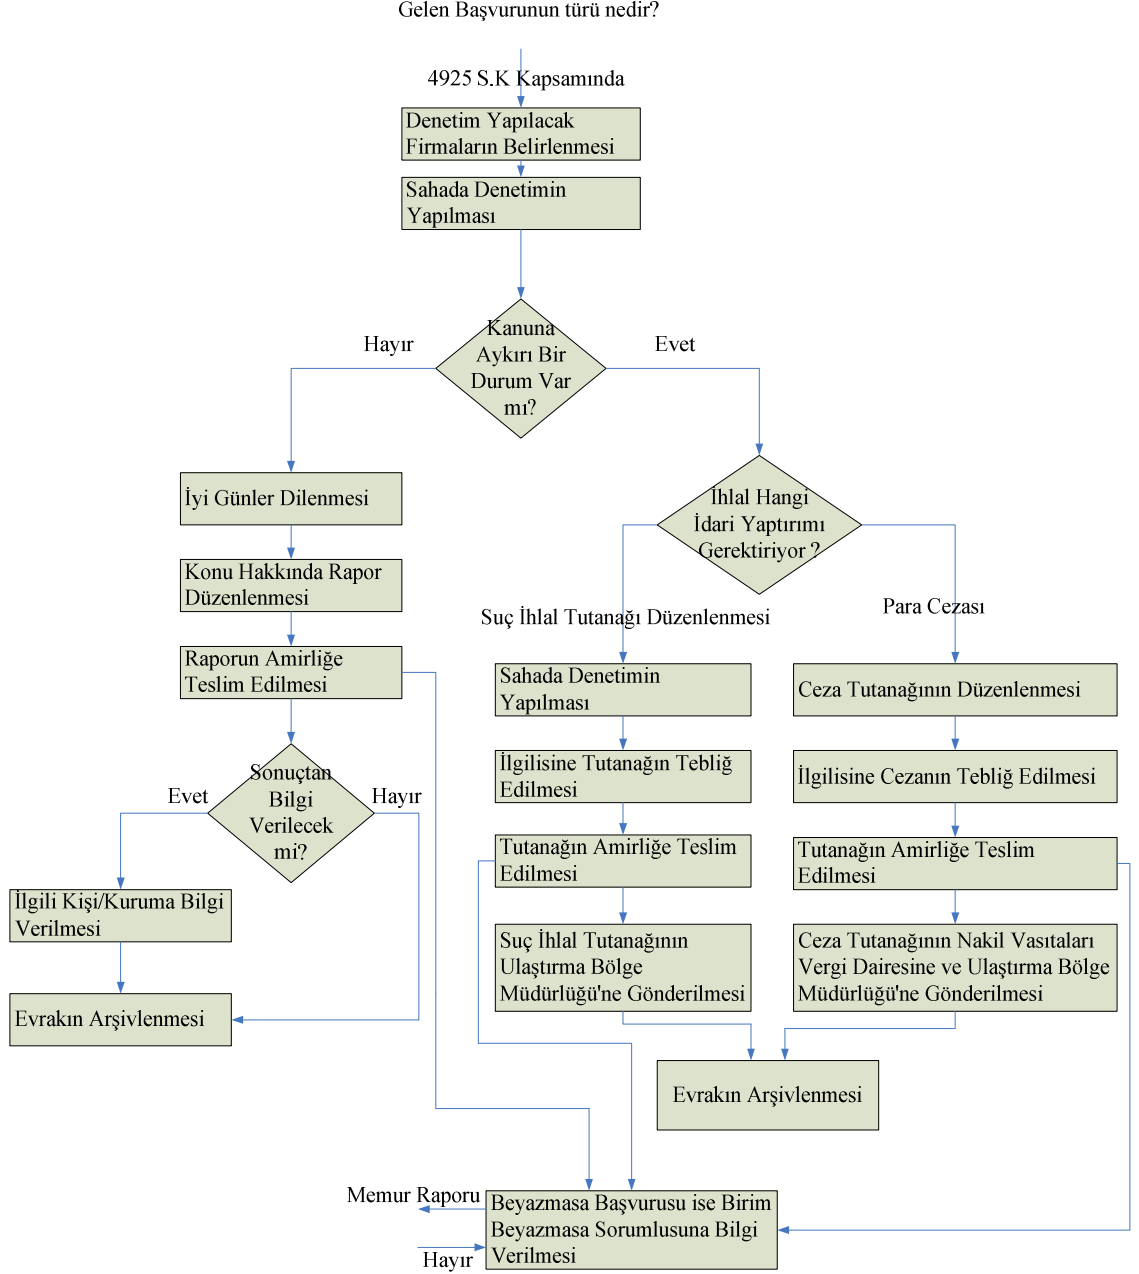 Gelen Başvurunun türü nedir?
4925 S.K Kapsamında
Denetim Yapılacak
Firmaların Belirlenmesi
Sahada Denetimin
Yapılması
Kanuna
Aykırı Bir
Durum Var
mı?
Hayır
Evet
İyi Günler Dilenmesi
Konu Hakkında Rapor
Düzenlenmesi
Raporun Amirliğe
Teslim Edilmesi
Sonuçtan
Bilgi
Verilecek
mi?
Evet
Hayır
İlgili Kişi/Kuruma Bilgi
Verilmesi
Evrakın Arşivlenmesi
İhlal Hangi
İdari Yaptırımı
Gerektiriyor ?
Suç İhlal Tutanağı Düzenlenmesi
Para Cezası
Sahada Denetimin
Yapılması
İlgilisine Tutanağın Tebliğ
Edilmesi
Tutanağın Amirliğe Teslim
Edilmesi
Suç İhlal Tutanağının
Ulaştırma Bölge
Müdürlüğü'ne Gönderilmesi
Ceza Tutanağının Düzenlenmesi
İlgilisine Cezanın Tebliğ Edilmesi
Tutanağın Amirliğe Teslim
Edilmesi
Ceza Tutanağının Nakil Vasıtaları
Vergi Dairesine ve Ulaştırma Bölge
Müdürlüğü'ne Gönderilmesi
Evrakın Arşivlenmesi
Memur Raporu
Hayır
Beyazmasa Başvurusu ise Birim
Beyazmasa Sorumlusuna Bilgi
Verilmesi